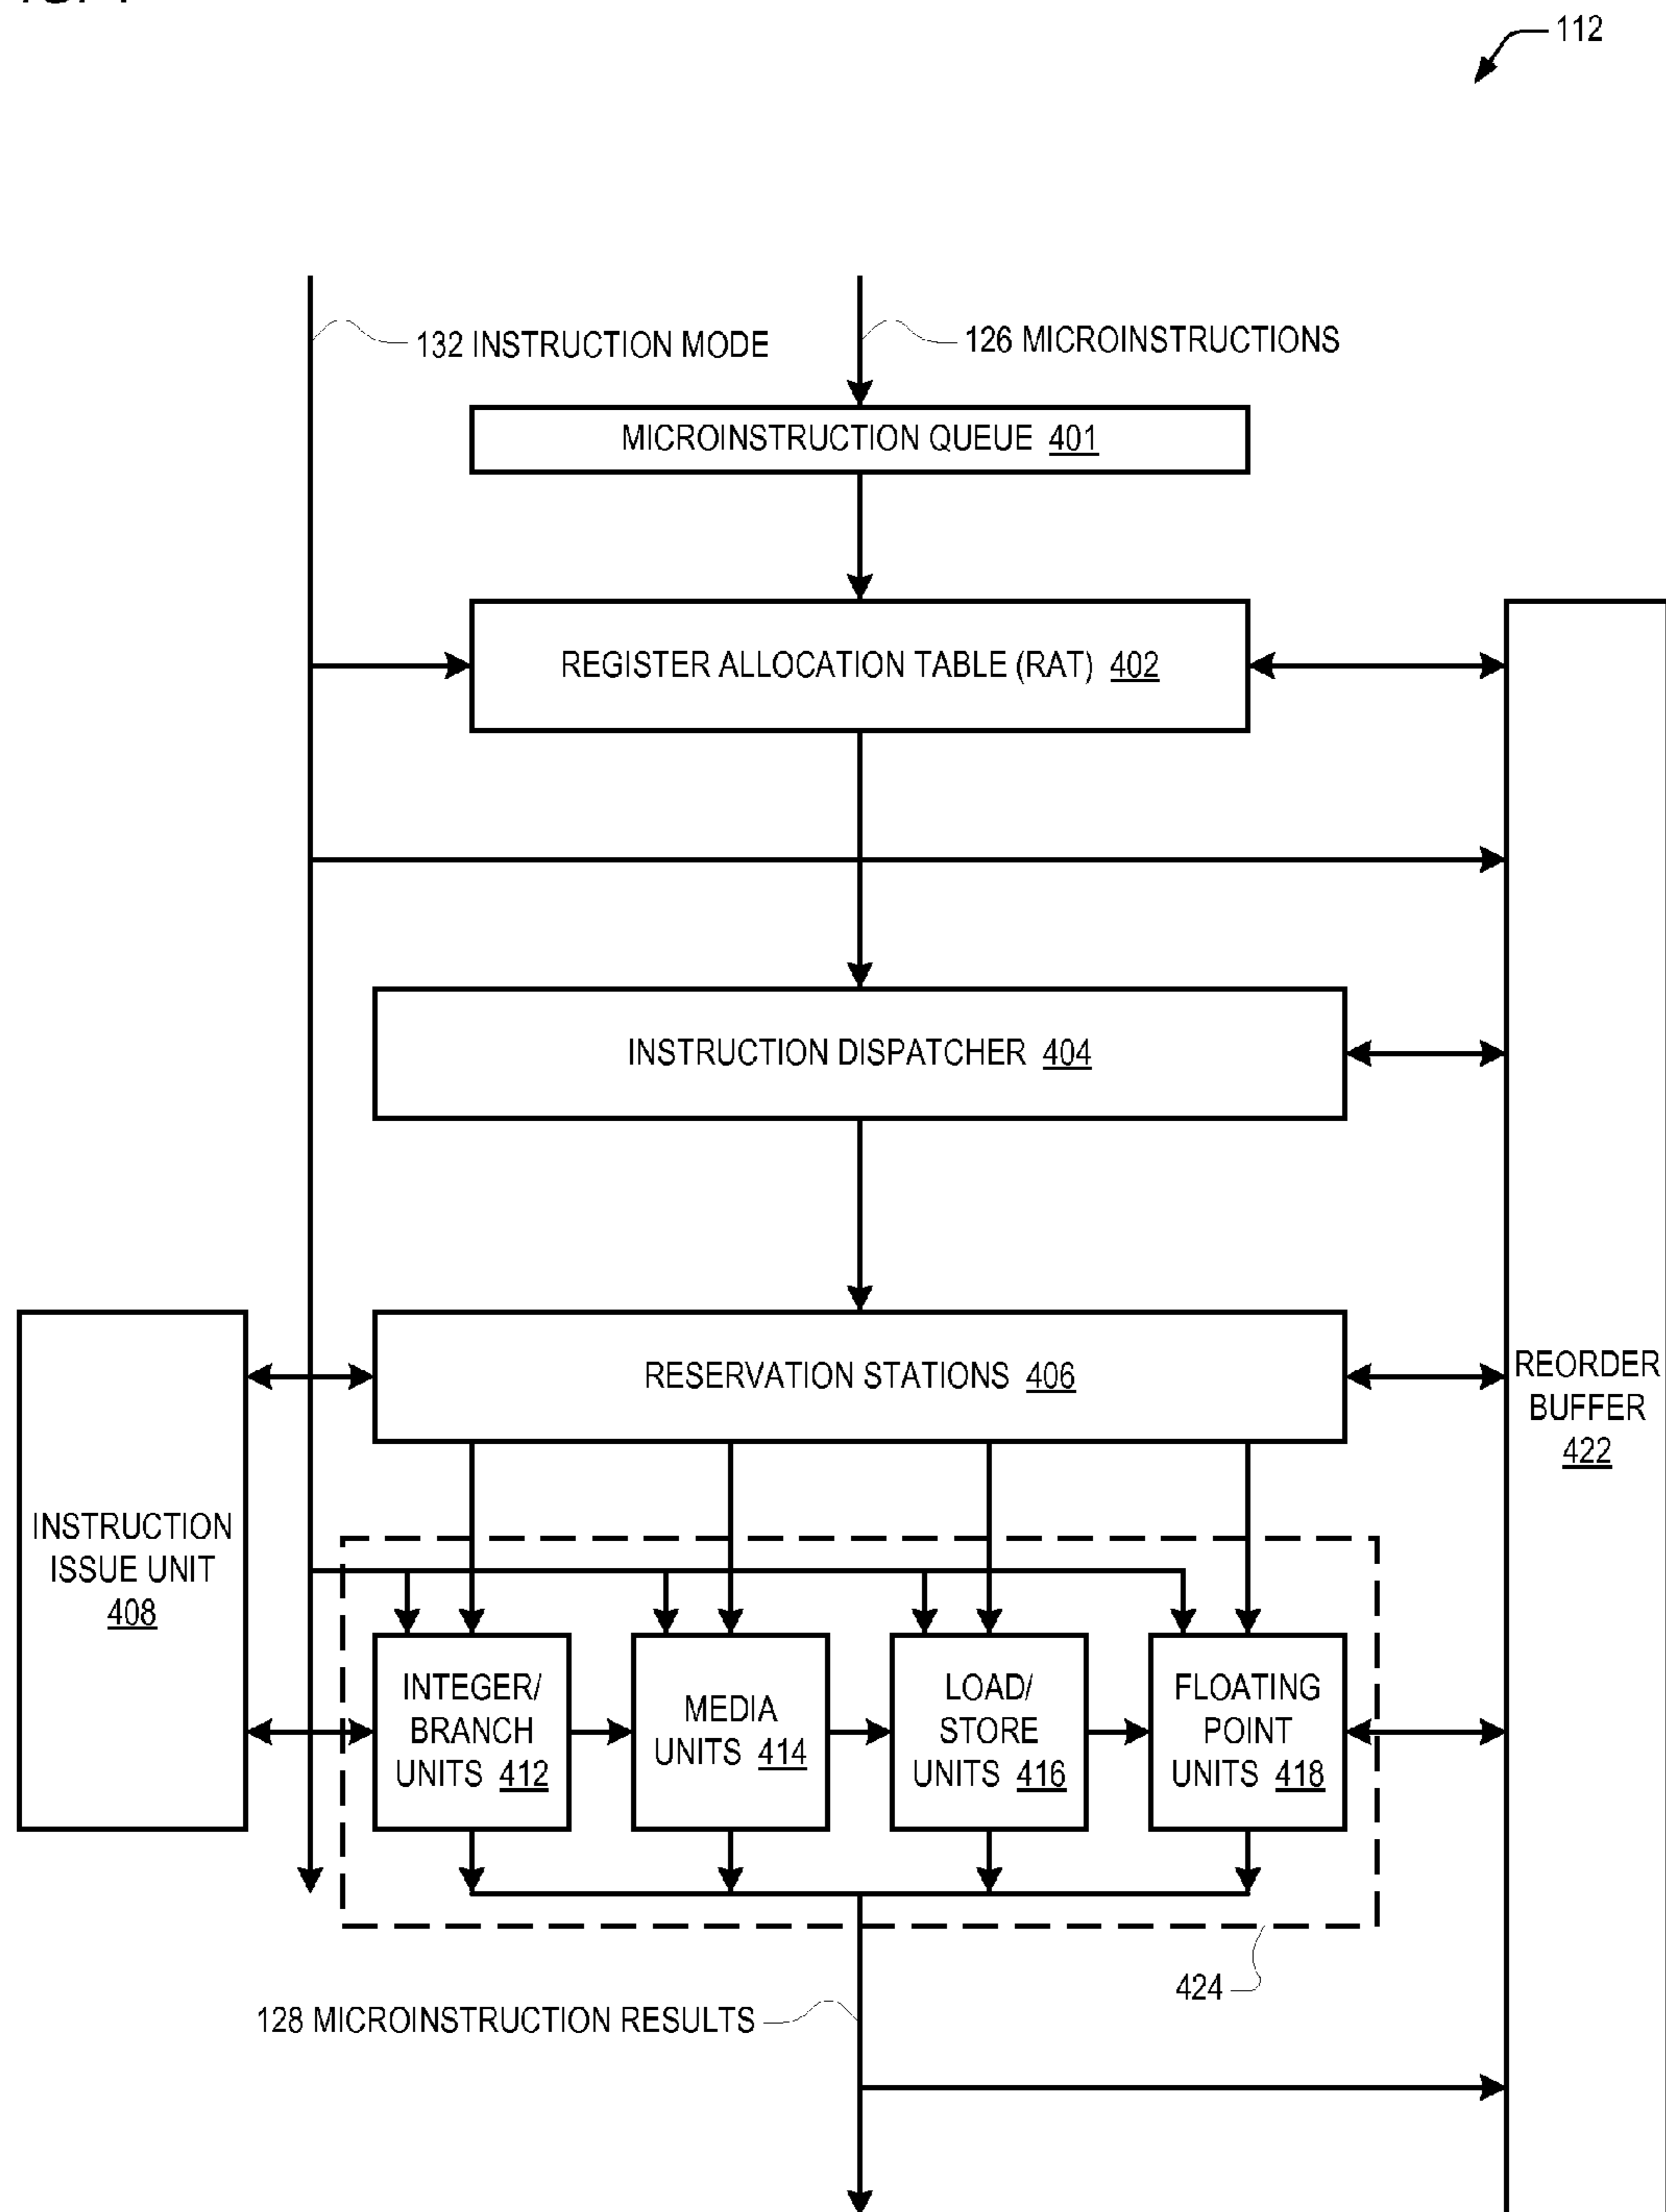 112
132 INSTRUCTION MODE
126 MICROINSTRUCTIONS
MICROINSTRUCTION QUEUE 401
REGISTER ALLOCATION TABLE (RAT) 402
INSTRUCTION DISPATCHER 404
RESERVATION STATIONS 406
REORDER
BUFFER
422
INSTRUCTION
ISSUE UNIT
408
INTEGER/
BRANCH
UNITS 412
MEDIA
UNITS 414
LOAD/
STORE
UNITS 416
FLOATING
POINT
UNITS 418
424
128 MICROINSTRUCTION RESULTS